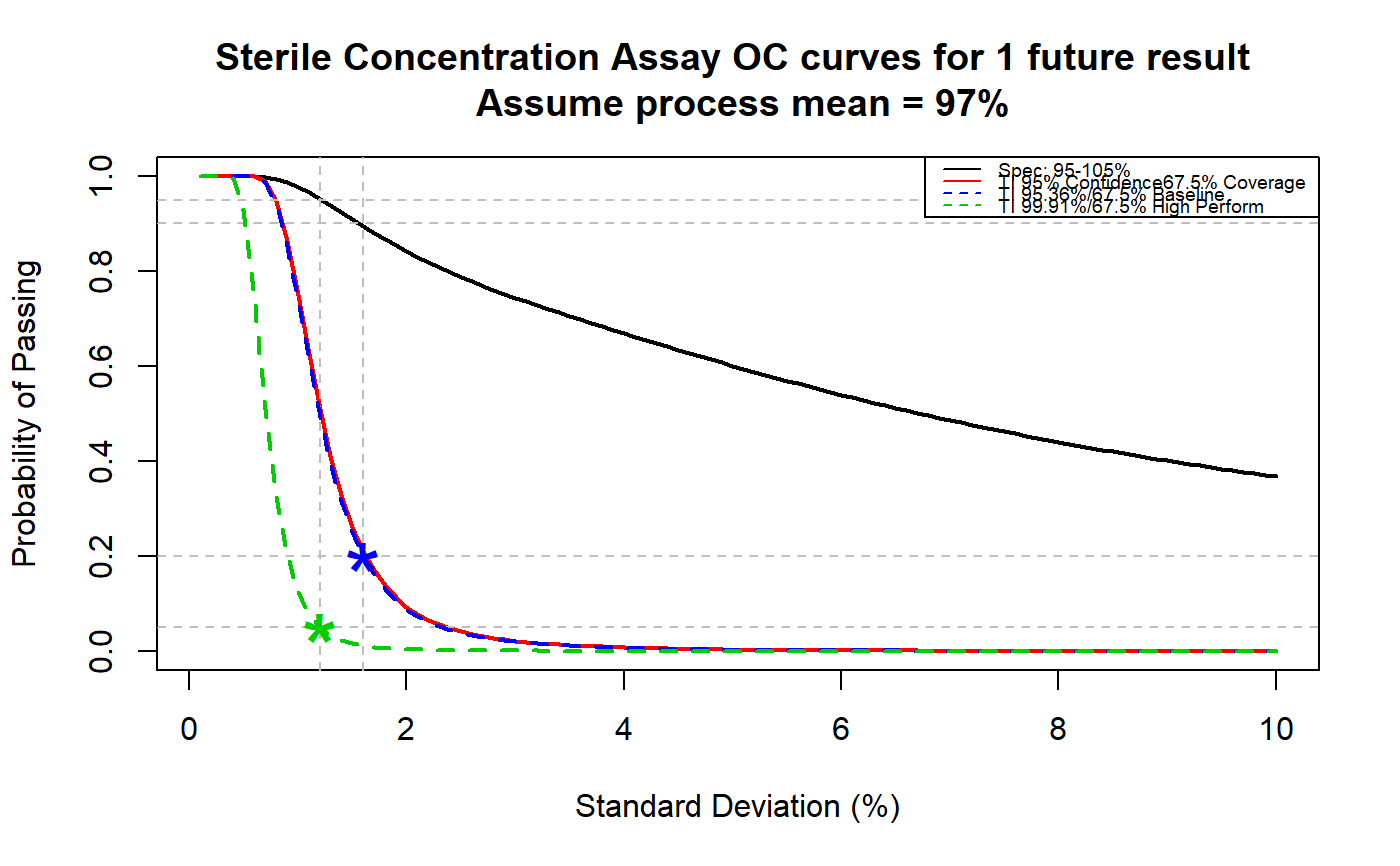 Sterile Concentration Assay OC curves for 1 future result
Assume process mean = 97%
Probability of Passing
1.0
0.8
0.6
0.4
0.2
0.0
Spec: 95-105%
TI 95% Confidence67.5% Coverage
TI 95.36%/67.5% Baseline
TI 99.91%/67.5% High Perform
0
2
4
6
8
10
Standard Deviation (%)